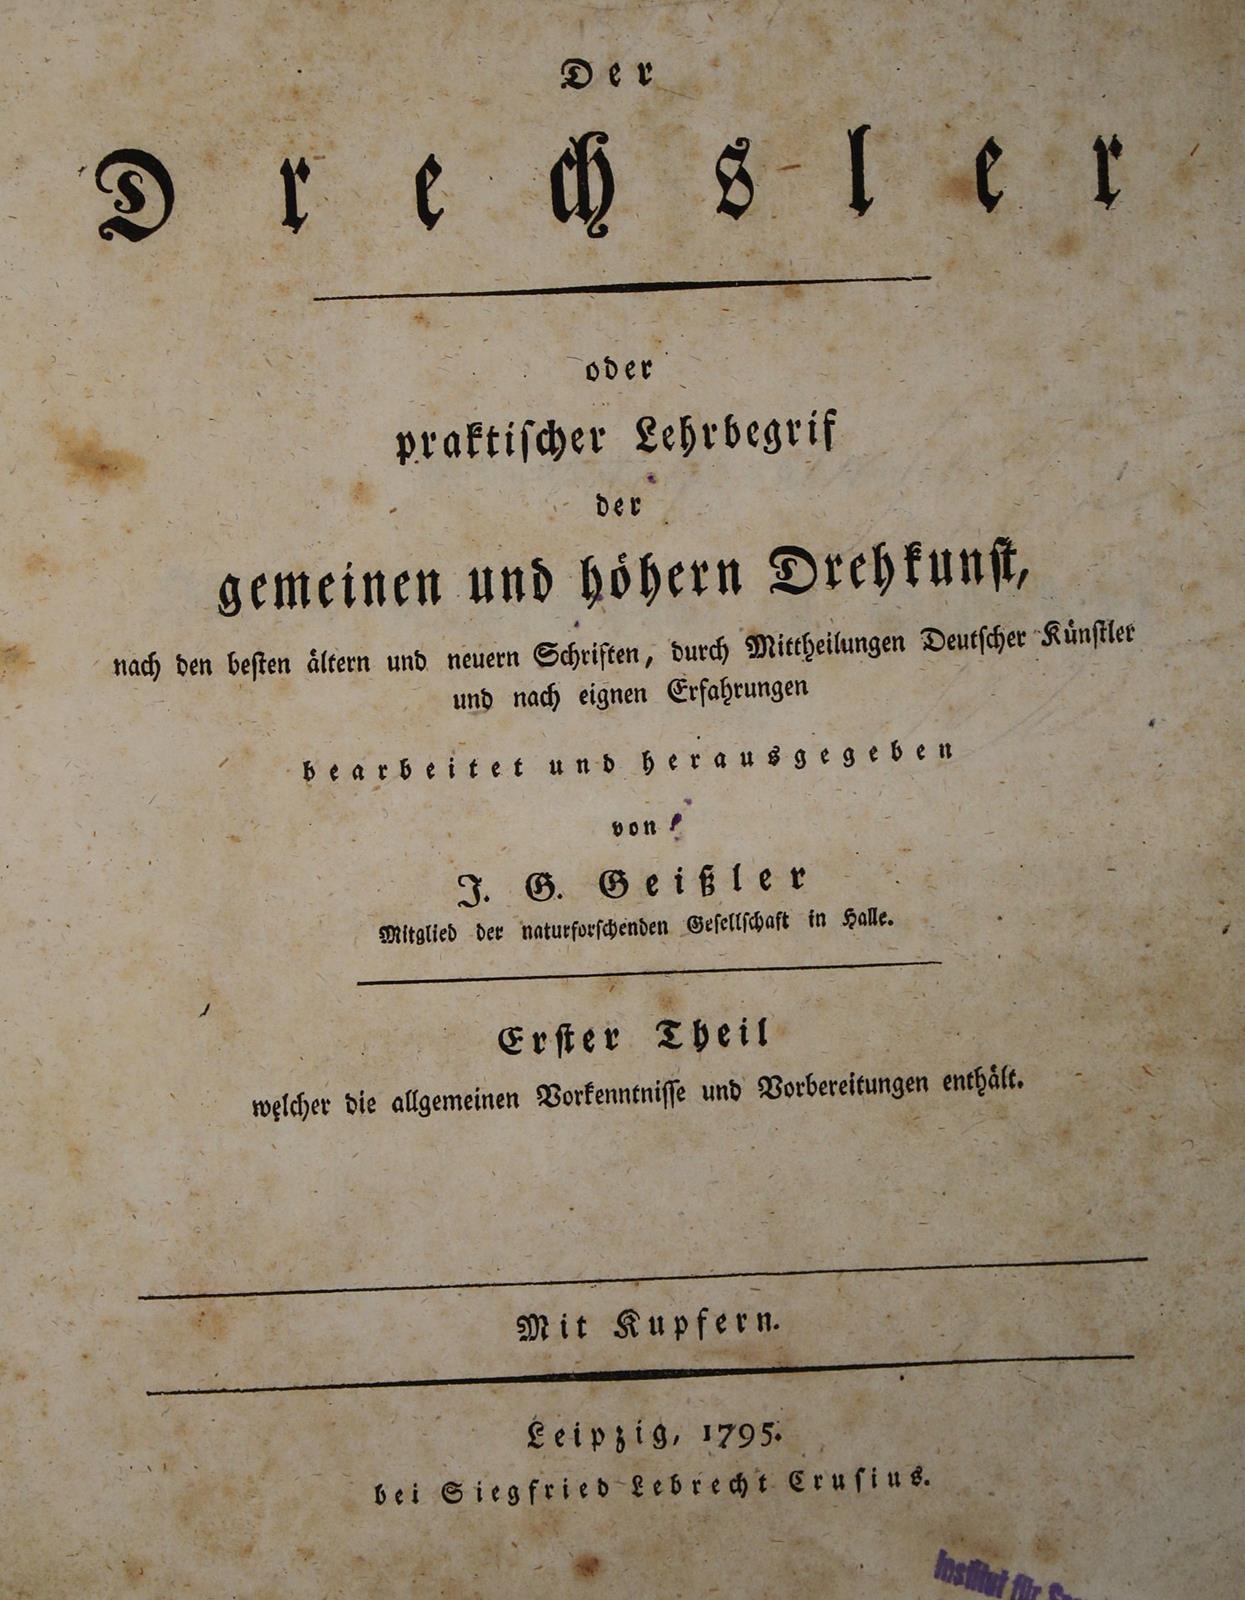 Der
Drechsler
oder
praktiſcher Lehrbegrif
der
gemeinen und höhern Drehkunſt,
nach den beſten ältern und neuern Schriften, durch Mittheilungen Deutſcher Künſtler
und nach eignen Erfahrungen
bearbeitet und herausgegeben
von
J. G. Geißler
Mitglied der naturforſchenden Geſellſchaft in Halle.
Erſter Theil
welcher die allgemeinen Vorkenntniſſe und Vorbereitungen enthält.
Mit Kupfern.
Leipzig, 1795.
bei Siegfried Lebrecht Cruſius.
Institut für